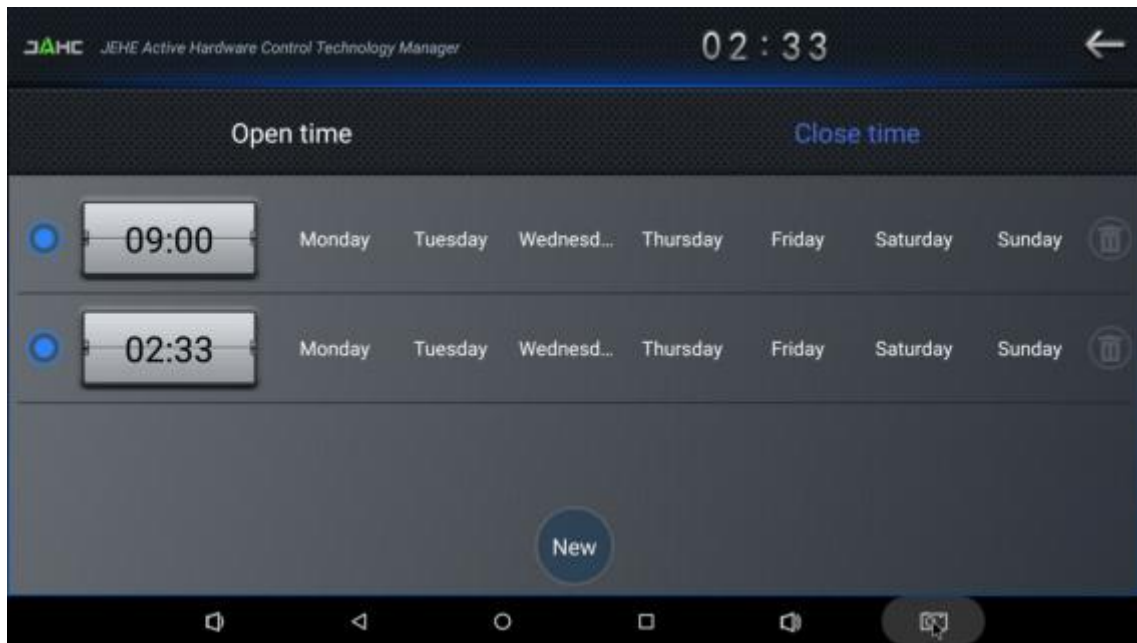 JAHC JEHE Active Hardware Control Technology Manager 02:33
Open time Close time
09:00 Monday Tuesday Wednesd... Thursday Friday Saturday Sunday
02:33 Monday Tuesday Wednesd... Thursday Friday Saturday Sunday
New